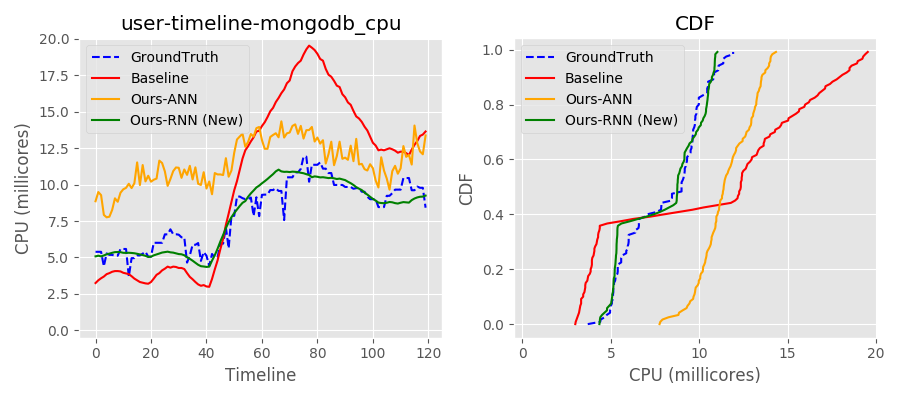 user-timeline-mongodb_cpu
CPU (millicores)
20.0
17.5
15.0
12.5
10.0
7.5
5.0
2.5
0.0
GroundTruth
Baseline
Ours-ANN
Ours-RNN (New)
0
20
40
60
80
100
120
Timeline
CDF
CDF
1.0
0.8
0.6
0.4
0.2
0.0
GroundTruth
Baseline
Ours-ANN
Ours-RNN (New)
0
5
10
15
20
CPU (millicores)